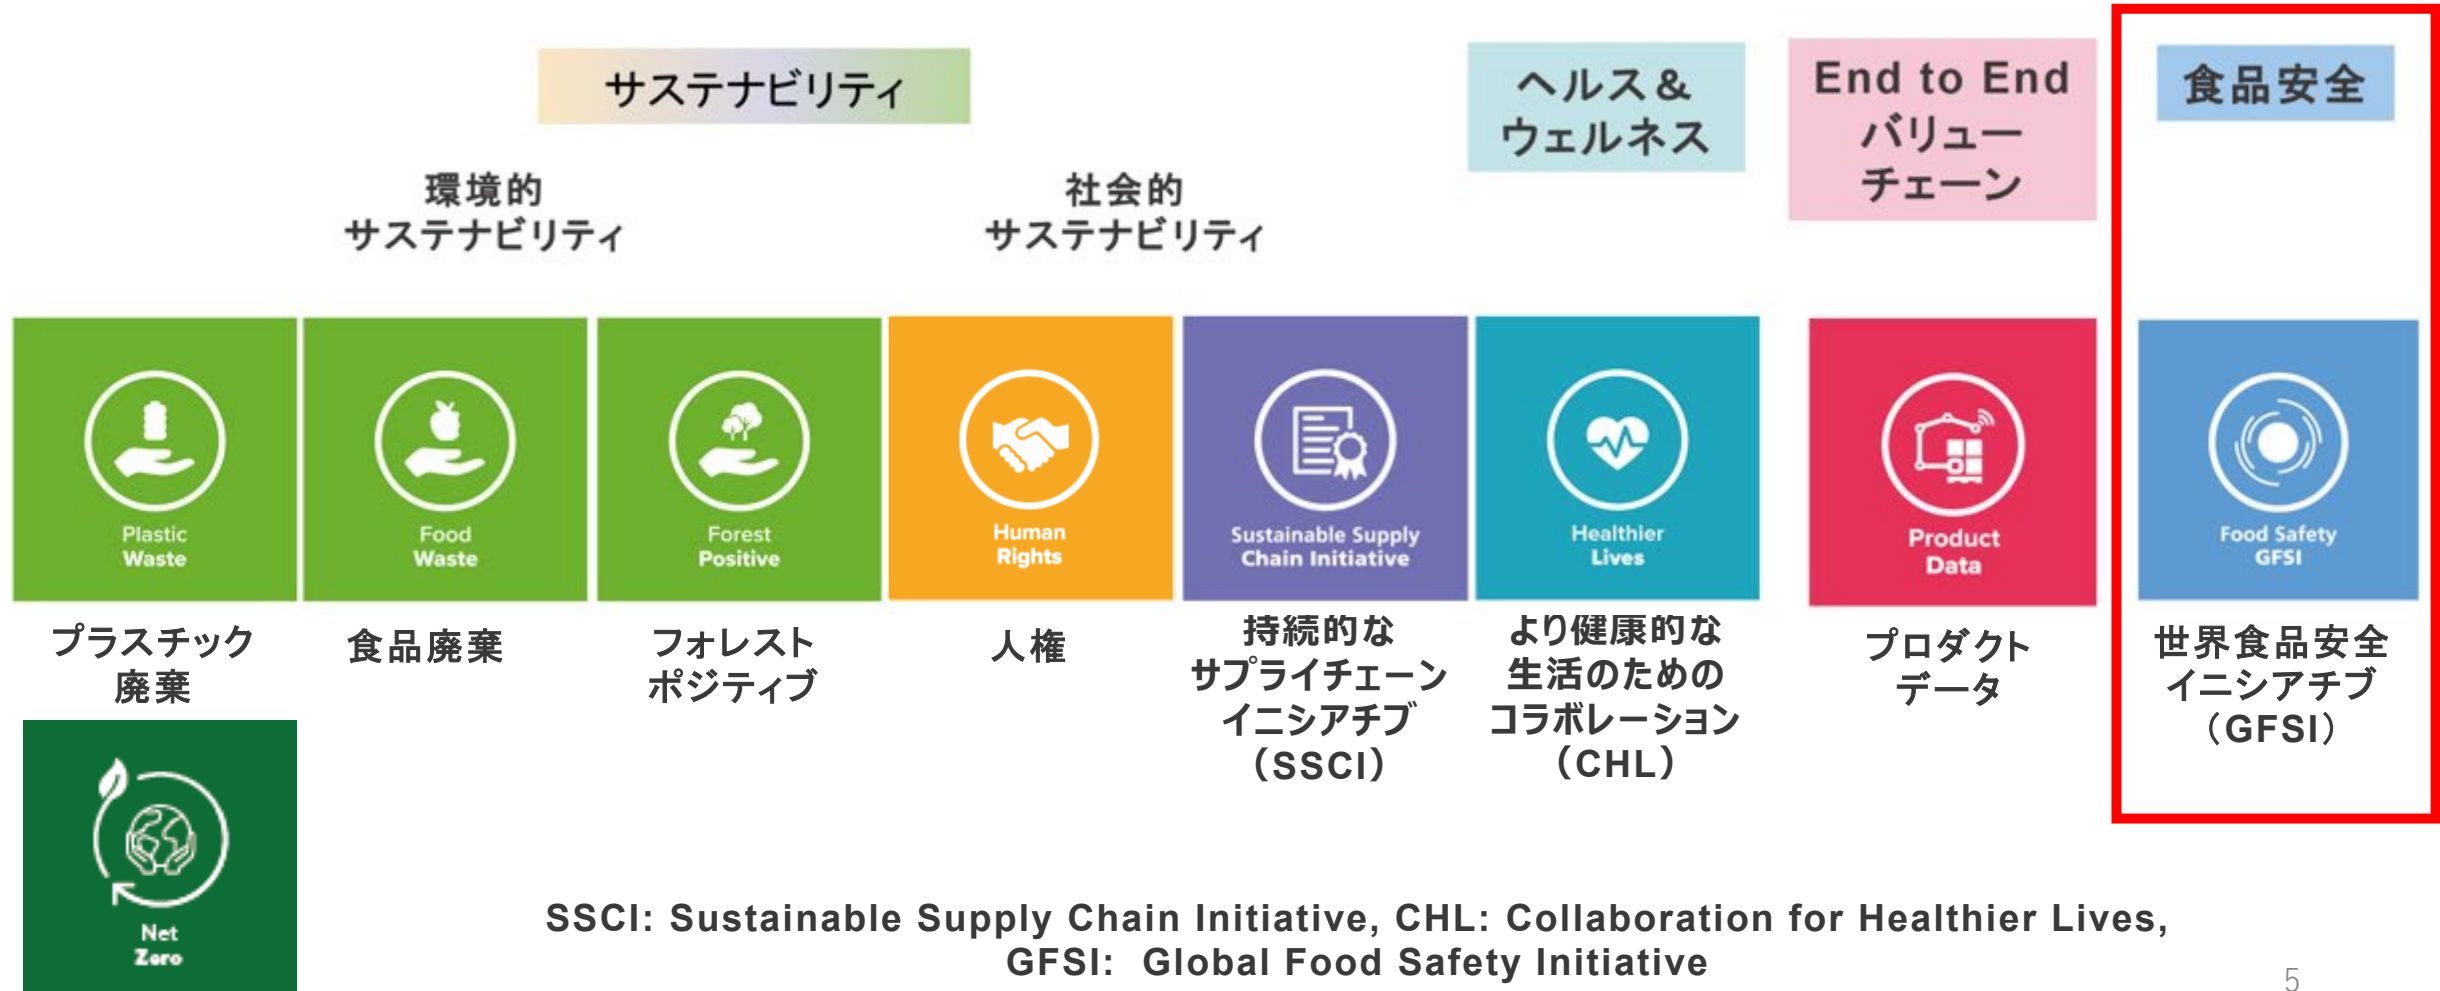 サステナビリティ
環境的
サステナビリティ
社会的
サステナビリティ
ヘルス＆
ウェルネス
End to End
バリュー
チェーン
食品安全
Plastic
Waste
Food
Waste
Forest
Positive
Human
Rights
Sustainable Supply
Chain Initiative
Healthier
Lives
Product
Data
Food Safety
GFSI
プラスチック
廃棄
食品廃棄
フォレスト
ポジティブ
人権
持続的な
サプライチェーン
イニシアチブ
（SSCI）
より健康的な
生活のための
コラボレーション
（CHL）
プロダクト
データ
世界食品安全
イニシアチブ
（GFSI）
Net
Zero
SSCI: Sustainable Supply Chain Initiative, CHL: Collaboration for Healthier Lives,
GFSI: Global Food Safety Initiative
5